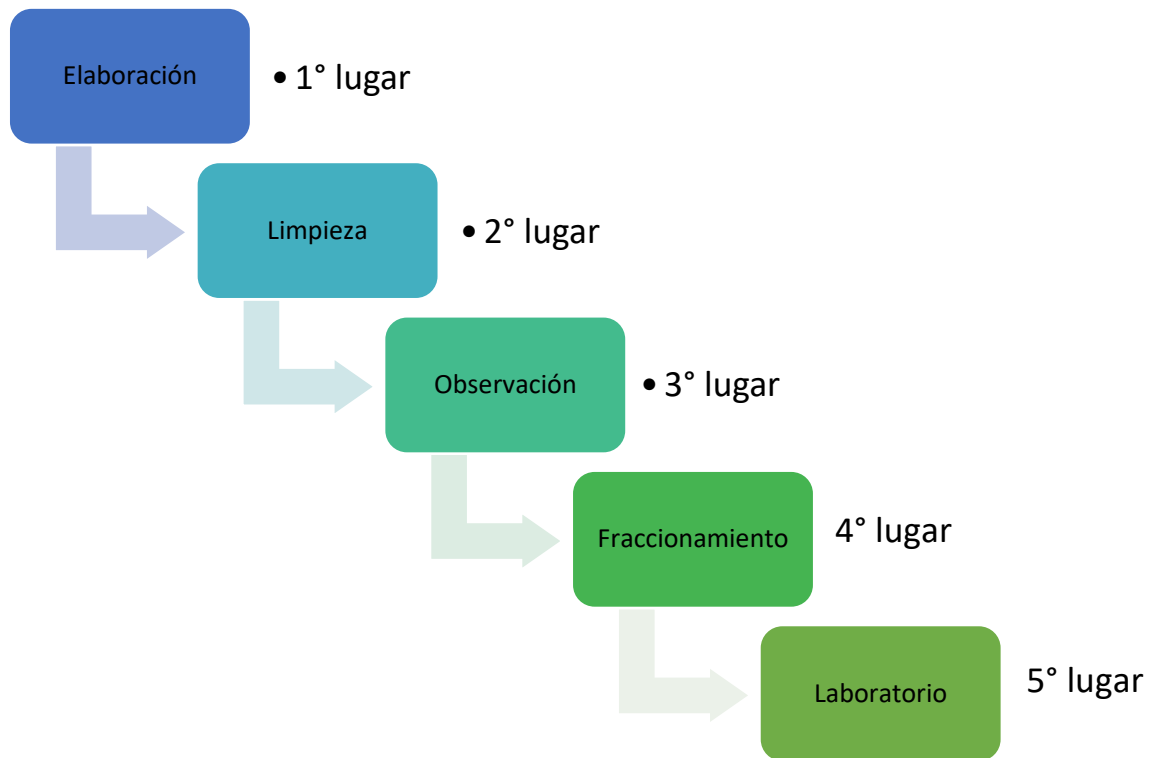 Elaboración
• 1° lugar
Limpieza
• 2° lugar
Observación
• 3° lugar
Fraccionamiento
4° lugar
Laboratorio
5° lugar